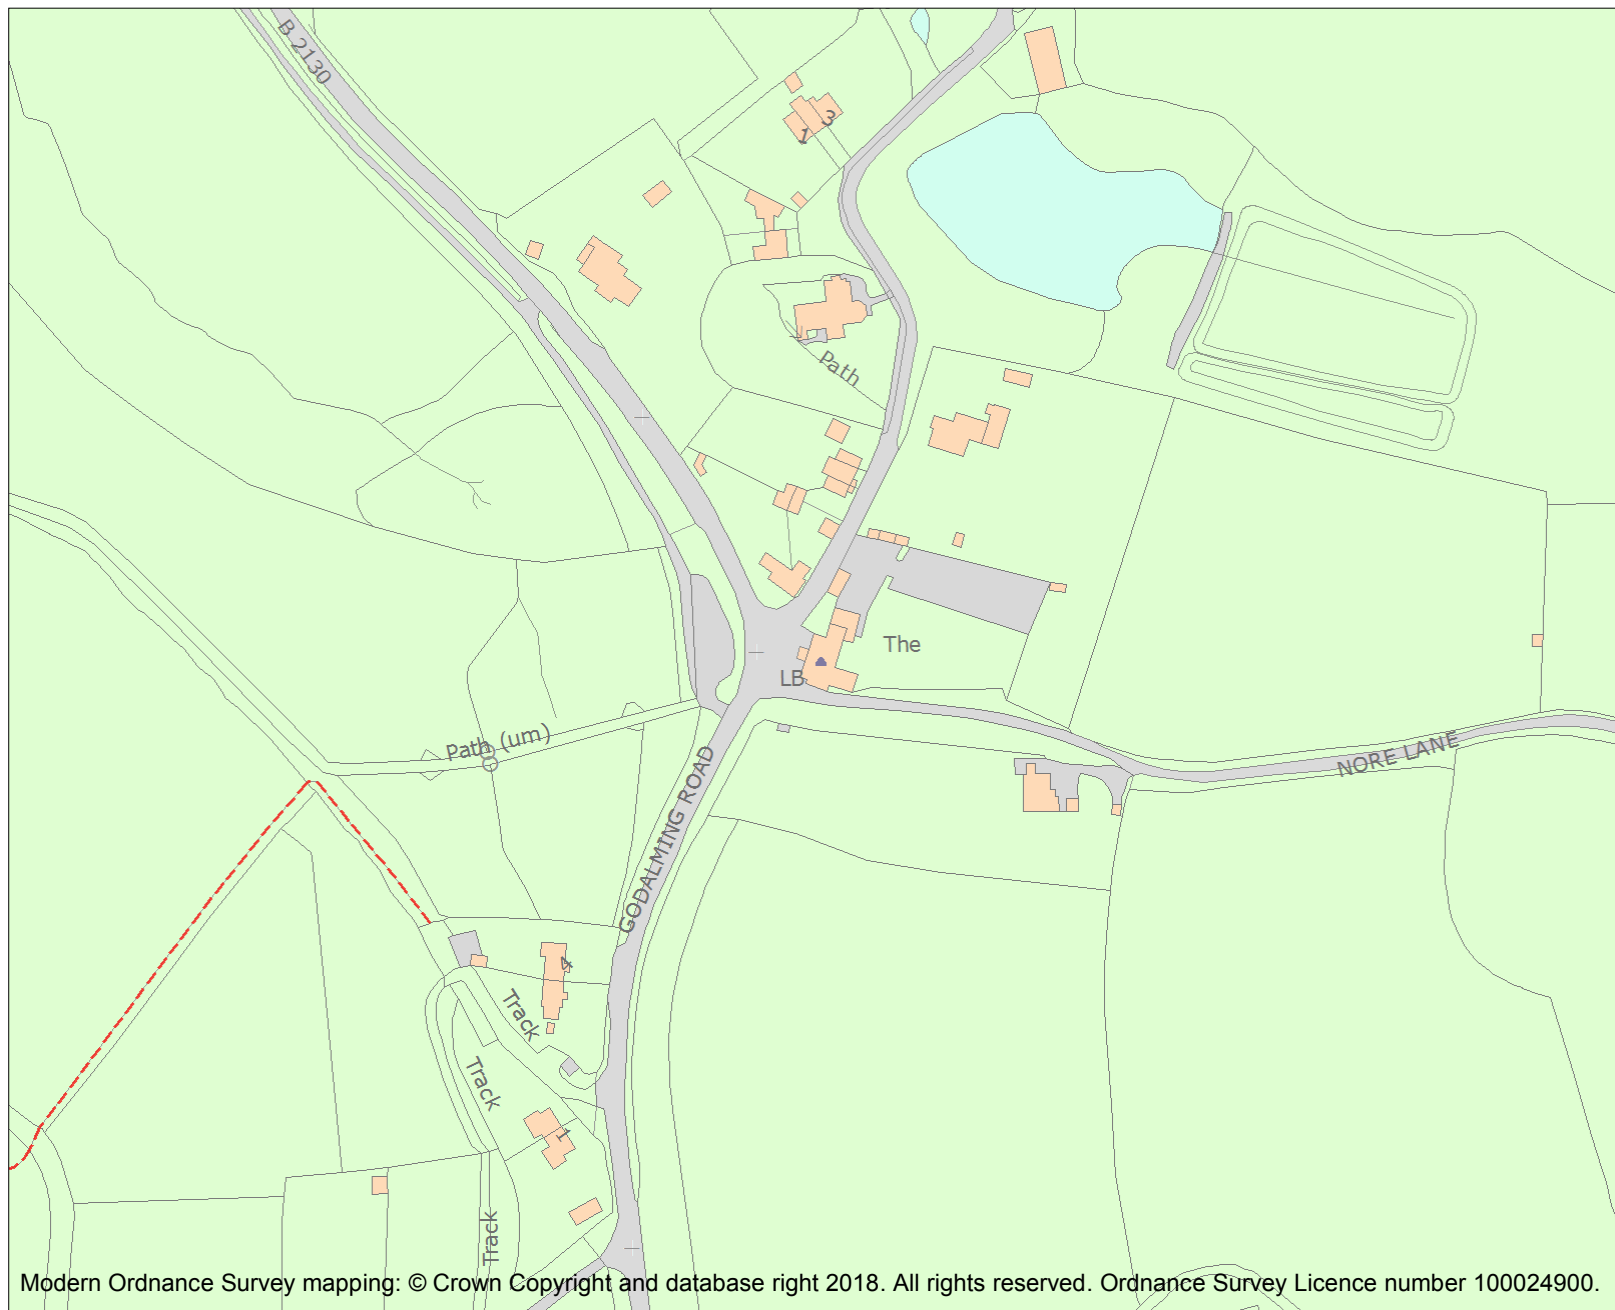 B 2130
3
1
Path
The
LB
Path (um)
NORE LANE
GODALMING ROAD
4
Track
Track
1
Track
Modern Ordnance Survey mapping: © Crown Copyright and database right 2018. All rights reserved. Ordnance Survey Licence number 100024900.